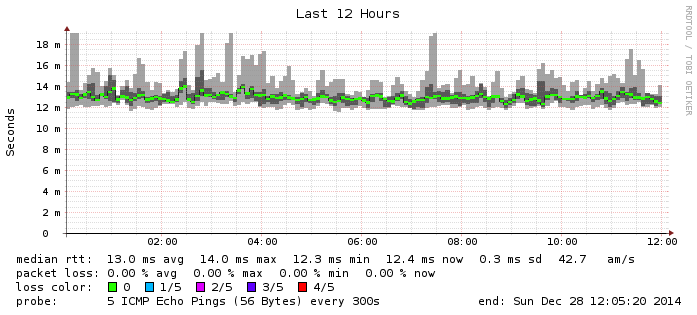 Last 12 Hours
RRDTOOL / TOBI OETIKER
Seconds
18 m
16 m
14 m
12 m
10 m
8 m
6 m
4 m
2 m
0
02:00 04:00 06:00 08:00 10:00 12:00
median rtt: 13.0 ms avg 14.0 ms max 12.3 ms min 12.4 ms now 0.3 ms sd 42.7 am/s
packet loss: 0.00 % avg 0.00 % max 0.00 % min 0.00 % now
loss color: 0 1/5 2/5 3/5 4/5
probe: 5 ICMP Echo Pings (56 Bytes) every 300s end: Sun Dec 28 12:05:20 2014